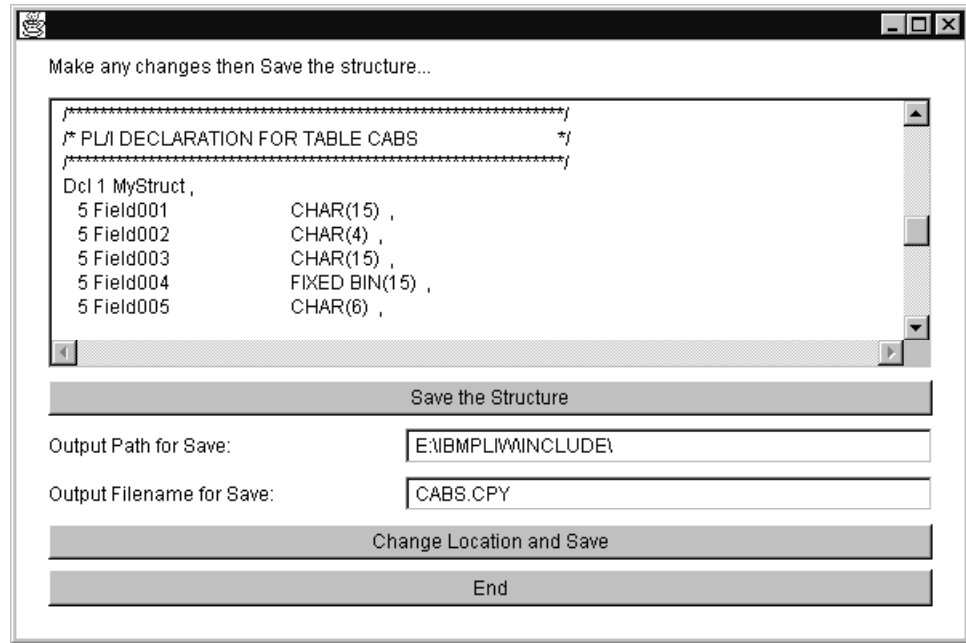 Make any changes then Save the structure...
/**************************************************************/
/* PL/I DECLARATION FOR TABLE CABS */
/**************************************************************/
Dcl 1 MyStruct ,
5 Field001 CHAR(15) ,
5 Field002 CHAR(4) ,
5 Field003 CHAR(15) ,
5 Field004 FIXED BIN(15) ,
5 Field005 CHAR(6) ,
Save the Structure
Output Path for Save: E:\IBMPLIW\INCLUDE\
Output Filename for Save: CABS.CPY
Change Location and Save
End